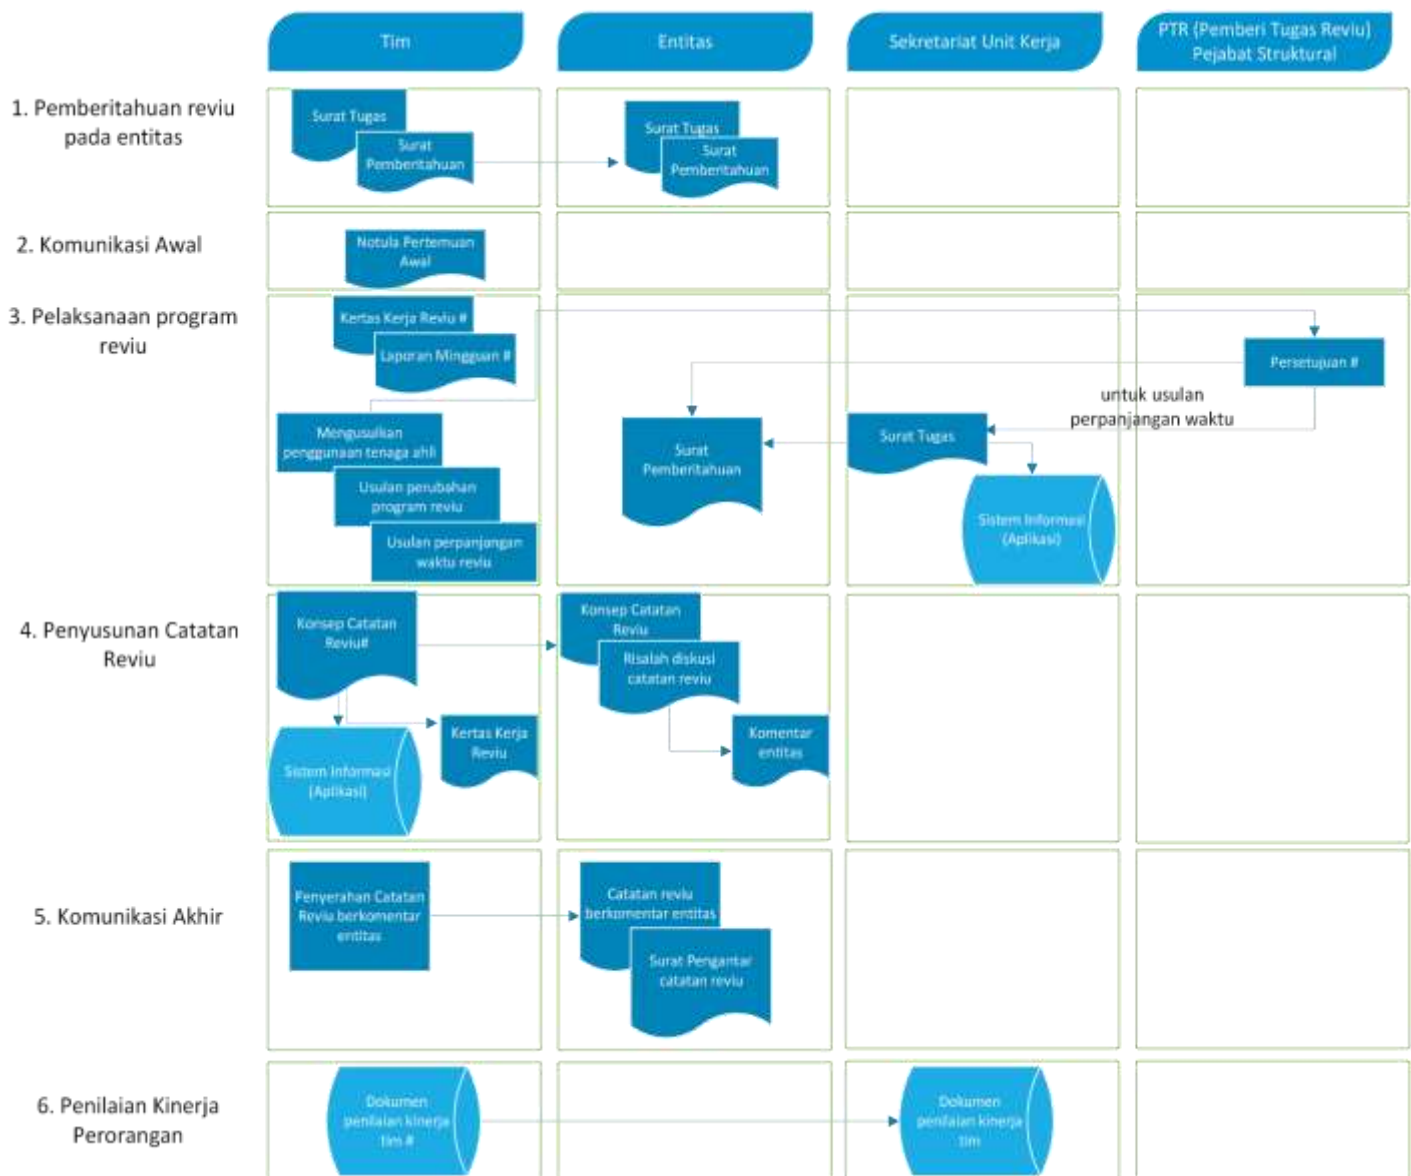 Tim
Entitas
Sekretariat Unit Kerja
PTR (Pemberi Tugas Reviu)
Pejabat Struktural
1. Pemberitahuan reviu
pada entitas
Surat Tugas
Surat
Pemberitahuan
Surat Tugas
Surat
Pemberitahuan
2. Komunikasi Awal
Notula Pertemuan
Awal
3. Pelaksanaan program
reviu
Kertas Kerja Reviu #
Laporan Mingguan #
Persetujuan #
untuk usulan
perpanjangan waktu
Mengusulkan
penggunaan tenaga ahli
Usulan perubahan
program reviu
Usulan perpanjangan
waktu reviu
Surat
Pemberitahuan
Surat Tugas
Sistem Informasi
(Aplikasi)
4. Penyusunan Catatan
Reviu
Konsep Catatan
Reviu#
Konsep Catatan
Reviu
Risalah diskusi
catatan reviu
Kertas Kerja
Reviu
Komentar
entitas
Sistem Informasi
(Aplikasi)
5. Komunikasi Akhir
Penyerahan Catatan
Reviu berkomentar
entitas
Catatan reviu
berkomentar entitas
Surat Pengantar
catatan reviu
6. Penilaian Kinerja
Perorangan
Dokumen
penilaian kinerja
tim #
Dokumen
penilaian kinerja
tim